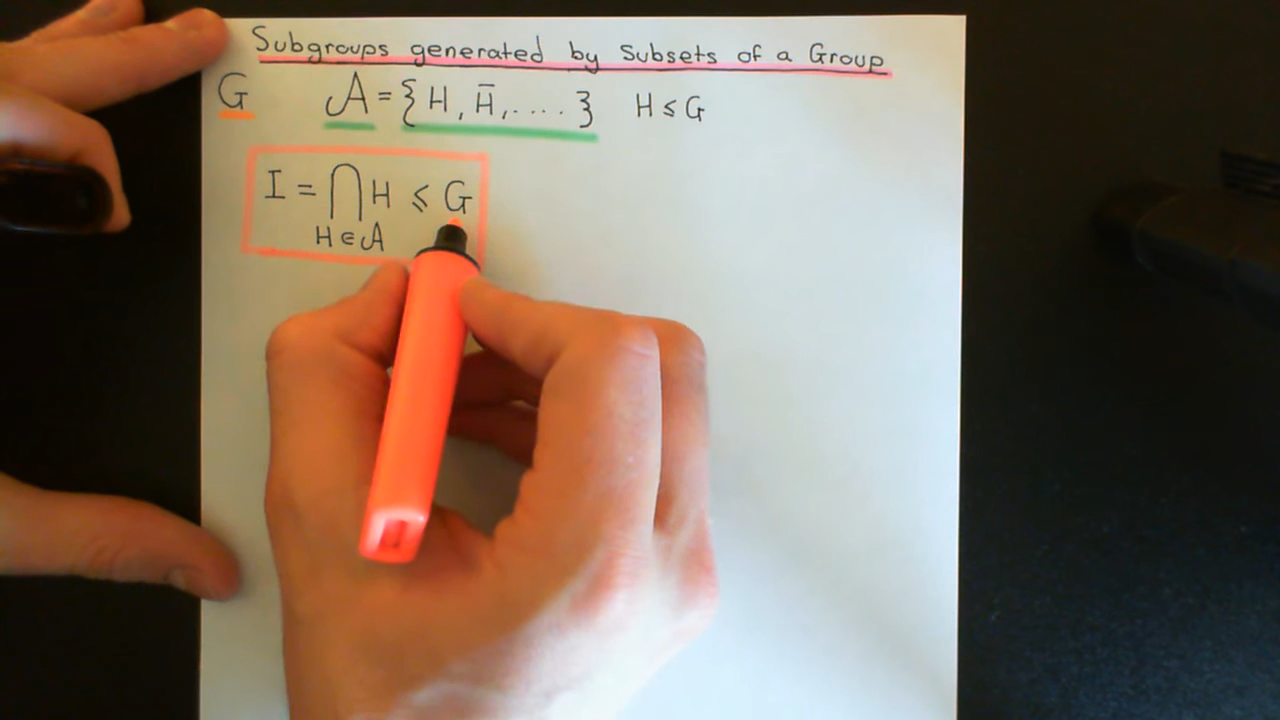 Subgroups generated by Subsets of a Group
G 𝒜 = {H, H̄, .... } H ≤ G
I = ⋂ H ≤ G
H ∈ 𝒜